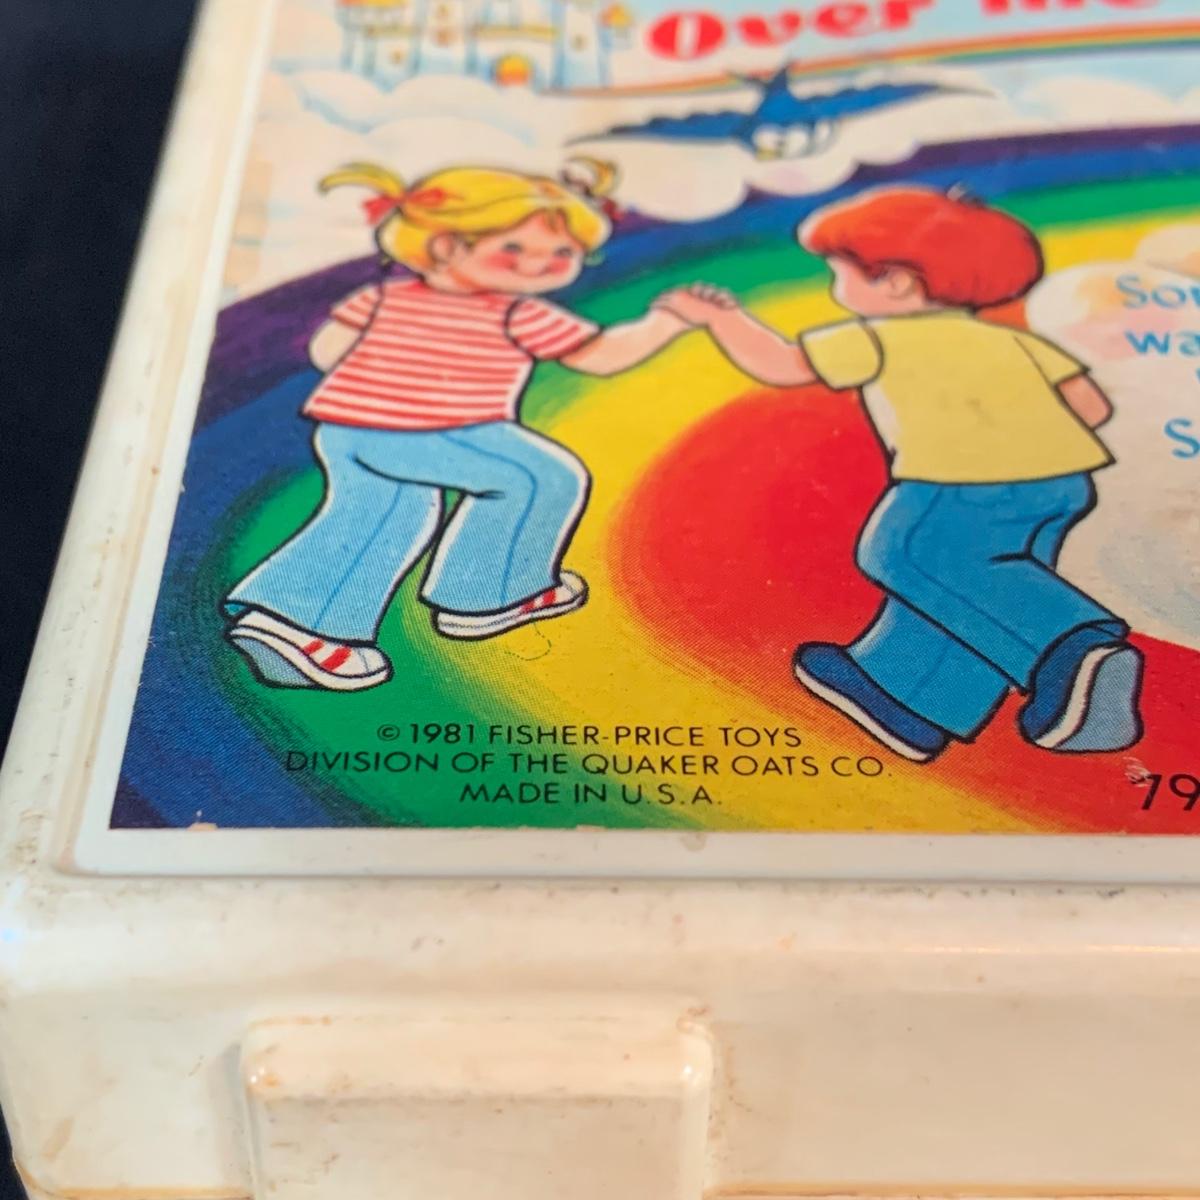 Over the
© 1981 FISHER-PRICE TOYS
DIVISION OF THE QUAKER OATS CO.
MADE IN U.S.A.